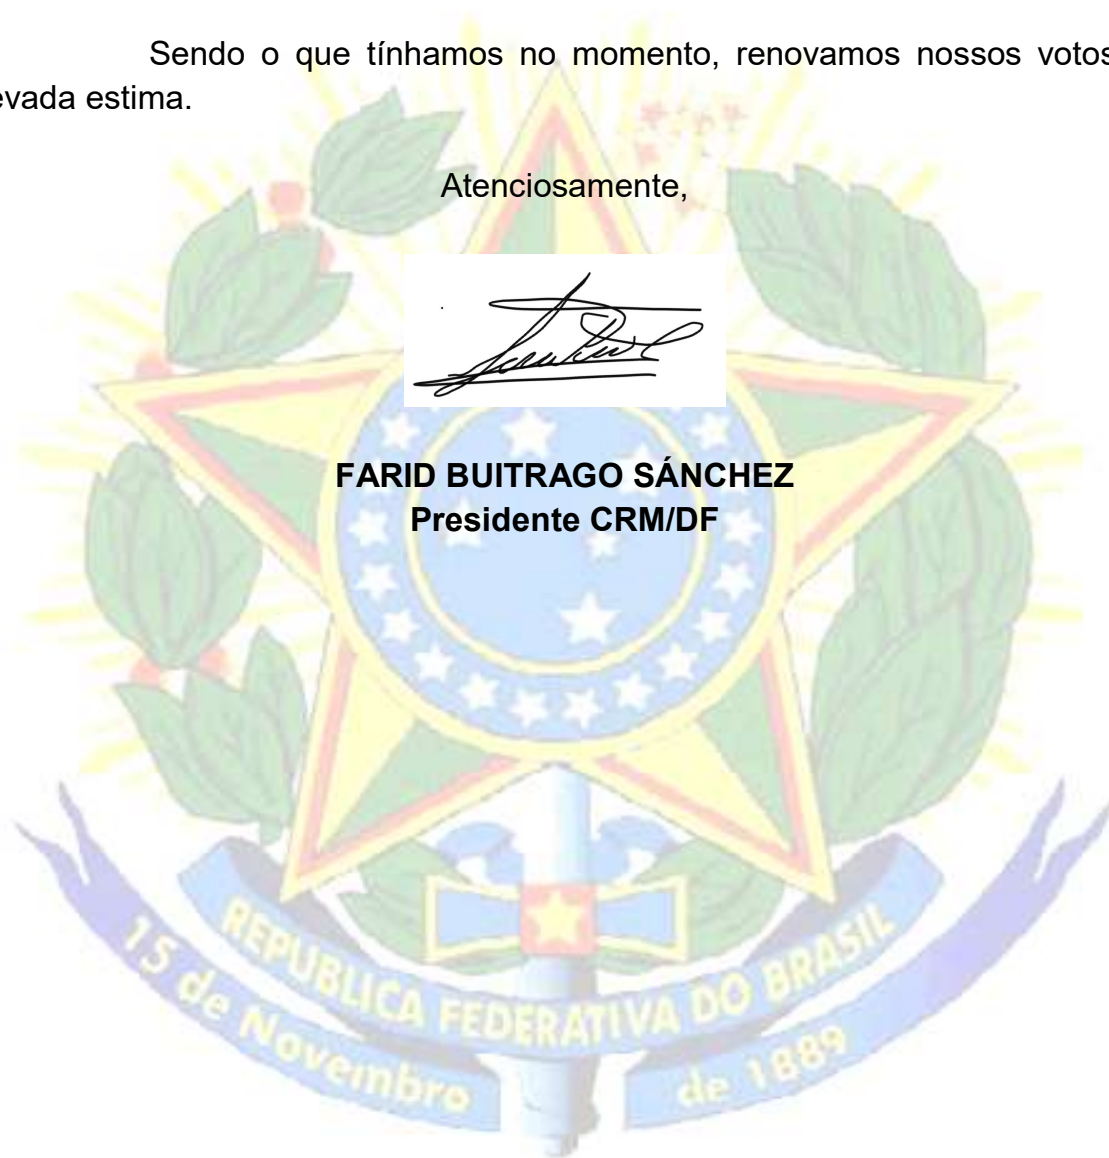 Sendo o que tínhamos no momento, renovamos nossos votos
evada estima.
Atenciosamente,
FARID BUITRAGO SÁNCHEZ
Presidente CRM/DF
REPUBLICA FEDERATIVA DO BRASIL
15 de Novembro de 1889